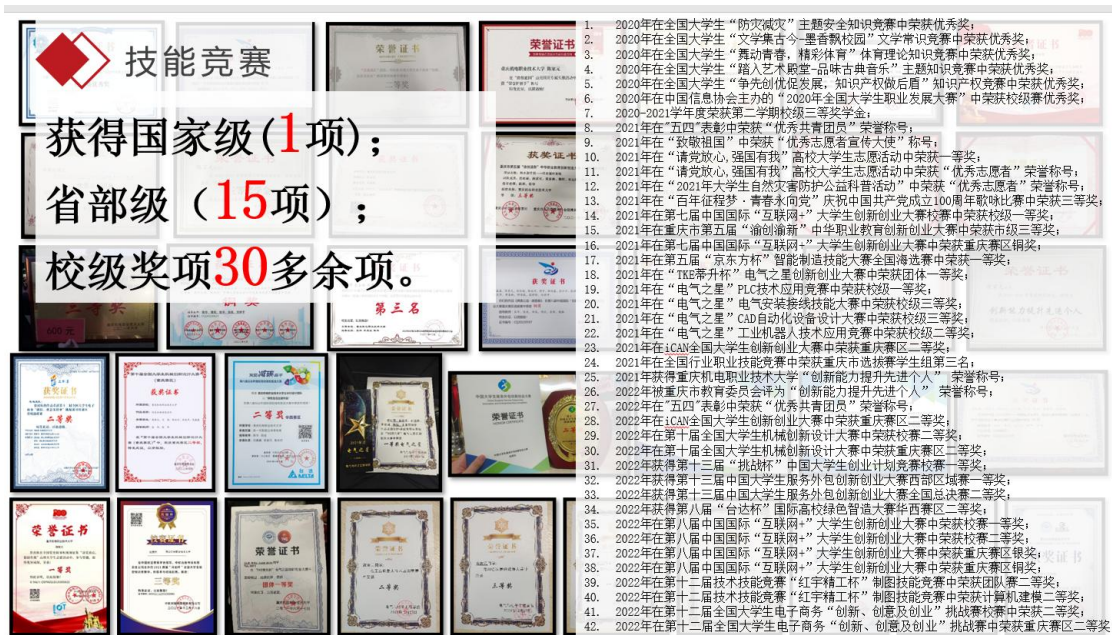 技能竞赛
获得国家级(1项)；
省部级（15项）；
校级奖项30多余项。
荣誉证书
荣誉证书
获奖证书
第三名
获奖证书
600元
获奖证书
二等奖
获奖证书
二等奖
荣誉证书
荣誉证书
一等奖
三等奖
荣誉证书
团体一等奖
二等奖
三等奖
1. 2020年在全国大学生“防灾减灾”主题安全知识竞赛中荣获优秀奖；
2. 2020年在全国大学生“文学集古今-墨香飘校园”文学常识竞赛中荣获优秀奖；
3. 2020年在全国大学生“舞动青春，精彩体育”体育理论知识竞赛中荣获优秀奖；
4. 2020年在全国大学生“踏入艺术殿堂-品味古典音乐”主题知识竞赛中荣获优秀奖；
5. 2020年在全国大学生“争先创优促发展，知识产权做后盾”知识产权竞赛中荣获优秀奖；
6. 2020年在中国信息协会主办的“2020年全国大学生职业发展大赛”中荣获校级赛优秀奖；
7. 2020-2021学年度荣获第二学期校级三等奖学金；
8. 2021年在"五四"表彰中荣获“优秀共青团员”荣誉称号；
9. 2021年在“致敬祖国”中荣获“优秀志愿者宣传大使”称号；
10. 2021年在“请党放心,强国有我”高校大学生志愿活动中荣获一等奖；
11. 2021年在“请党放心,强国有我”高校大学生志愿活动中荣获“优秀志愿者”荣誉称号；
12. 2021年在“2021年大学生自然灾害防护公益科普活动”中荣获“优秀志愿者”荣誉称号；
13. 2021年在“百年征程梦·青春永向党”庆祝中国共产党成立100周年歌咏比赛中荣获三等奖；
14. 2021年在第七届中国国际“互联网+”大学生创新创业大赛校赛中荣获校级一等奖；
15. 2021年在重庆市第五届“渝创渝新”中华职业教育创新创业大赛中荣获市级三等奖；
16. 2021年在第七届中国国际“互联网+”大学生创新创业大赛中荣获重庆赛区铜奖；
17. 2021年在第五届“京东方杯”智能制造技能大赛全国海选赛中荣获一等奖；
18. 2021年在“TKE蒂升杯”电气之星创新创业大赛中荣获团体一等奖；
19. 2021年在“电气之星”PLC技术应用竞赛中荣获校级一等奖；
20. 2021年在“电气之星”电气安装接线技能大赛中荣获校级三等奖；
21. 2021年在“电气之星”CAD自动化设备设计大赛中荣获校级三等奖；
22. 2021年在“电气之星”工业机器人技术应用竞赛中荣获校级二等奖；
23. 2021年在iCAN全国大学生创新创业大赛中荣获重庆赛区二等奖；
24. 2021年在全国行业职业技能竞赛中荣获重庆市选拔赛学生组第三名；
25. 2021年获得重庆机电职业技术大学“创新能力提升先进个人” 荣誉称号；
26. 2022年被重庆市教育委员会评为“创新能力提升先进个人” 荣誉称号；
27. 2022年在"五四"表彰中荣获“优秀共青团员”荣誉称号；
28. 2022年在iCAN全国大学生创新创业大赛中荣获重庆赛区二等奖；
29. 2022年在第十届全国大学生机械创新设计大赛中荣获校赛二等奖；
30. 2022年在第十届全国大学生机械创新设计大赛中荣获重庆赛区二等奖；
31. 2022年获得第十三届“挑战杯”中国大学生创业计划竞赛校赛一等奖；
32. 2022年获得第十三届中国大学生服务外包创新创业大赛西部区域赛一等奖；
33. 2022年获得第十三届中国大学生服务外包创新创业大赛全国总决赛二等奖；
34. 2022年获得第八届“台达杯”国际高校绿色智造大赛华西赛区二等奖；
35. 2022年在第八届中国国际“互联网+”大学生创新创业大赛中荣获校赛一等奖；
36. 2022年在第八届中国国际“互联网+”大学生创新创业大赛中荣获校赛二等奖；
37. 2022年在第八届中国国际“互联网+”大学生创新创业大赛中荣获重庆赛区银奖；
38. 2022年在第八届中国国际“互联网+”大学生创新创业大赛中荣获重庆赛区铜奖；
39. 2022年在第十二届技术技能竞赛“红宇精工杯”制图技能竞赛中荣获团队赛二等奖；
40. 2022年在第十二届技术技能竞赛“红宇精工杯”制图技能竞赛中荣获计算机建模二等奖；
41. 2022年在第十二届全国大学生电子商务“创新、创意及创业”挑战赛校赛中荣获二等奖；
42. 2022年在第十二届全国大学生电子商务“创新、创意及创业”挑战赛中荣获重庆赛区二等奖